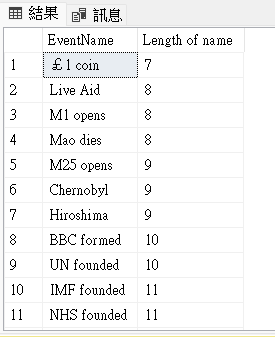 結果 訊息
EventName Length of name
1 £1 coin 7
2 Live Aid 8
3 M1 opens 8
4 Mao dies 8
5 M25 opens 9
6 Chernobyl 9
7 Hiroshima 9
8 BBC formed 10
9 UN founded 10
10 IMF founded 11
11 NHS founded 11